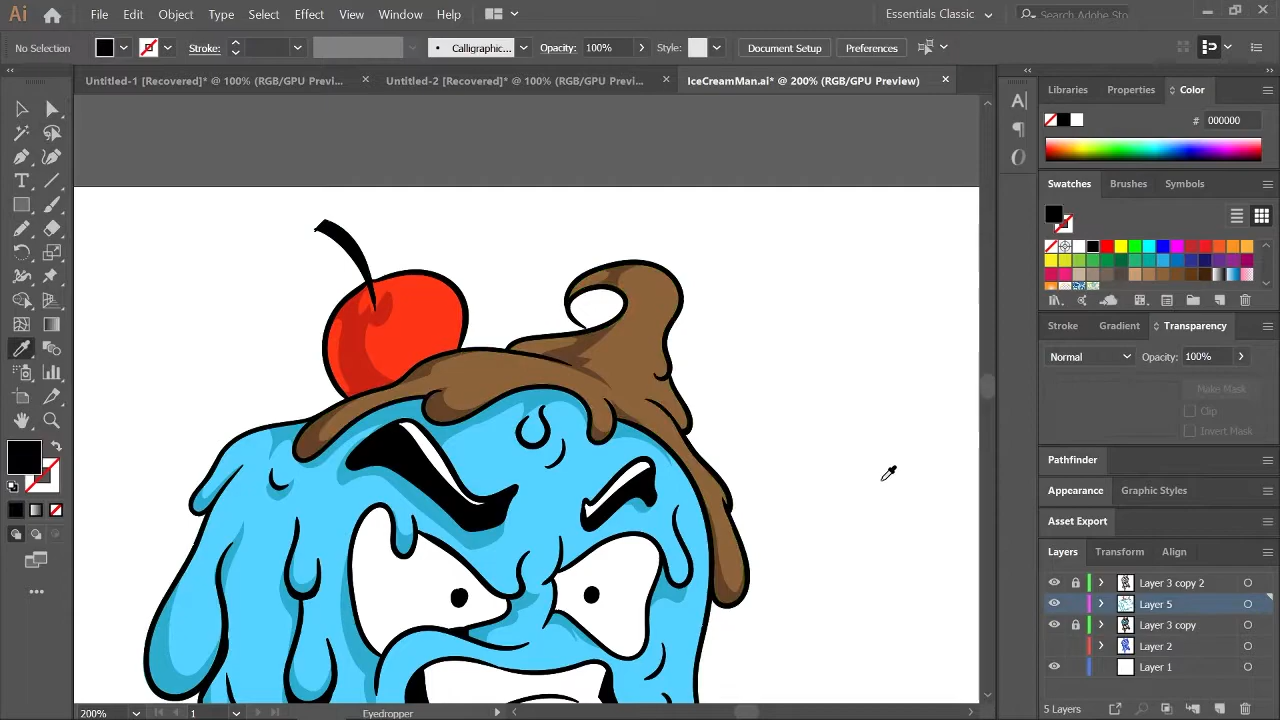 Ai File Edit Object Type Select Effect View Window Help Essentials Classic Search Adobe Sto
No Selection Stroke: Calligraphic... Opacity: 100% Style: Document Setup Preferences
Untitled-1 [Recovered]* @ 100% (RGB/GPU Previ... Untitled-2 [Recovered]* @ 100% (RGB/GPU Previ... IceCreamMan.ai* @ 200% (RGB/GPU Preview)
Libraries Properties Color
# 000000
Swatches Brushes Symbols
Stroke Gradient Transparency
Normal Opacity: 100%
Make Mask
Clip
Invert Mask
Pathfinder
Appearance Graphic Styles
Asset Export
Layers Transform Align
Layer 3 copy 2
Layer 5
Layer 3 copy
Layer 2
Layer 1
5 Layers
200% 1 Eyedropper